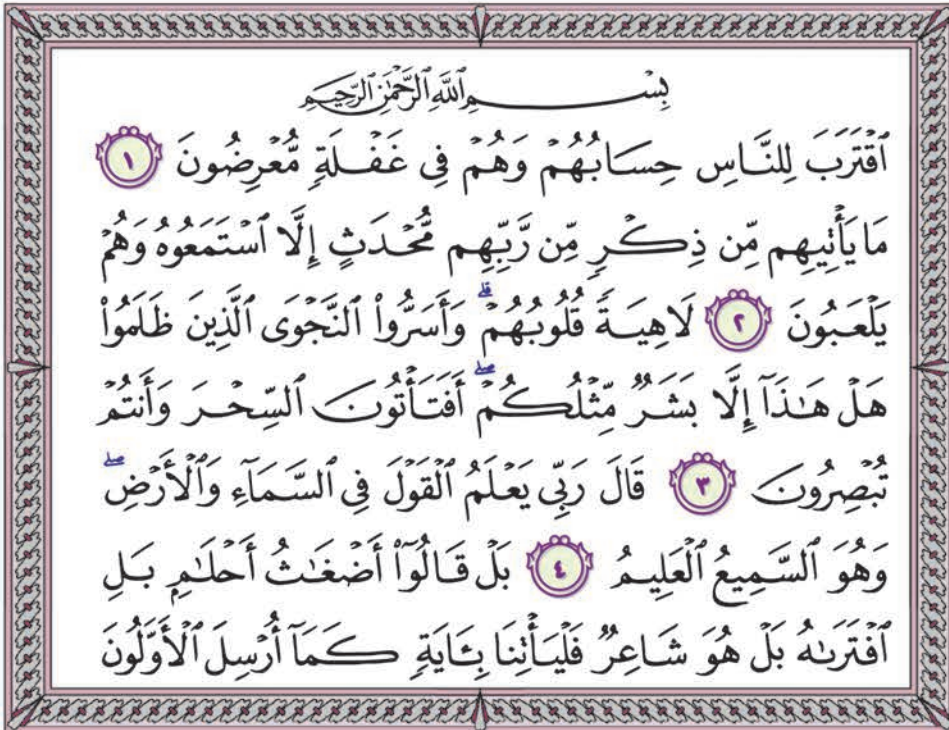 بِسْمِ ٱللَّهِ ٱلرَّحْمَٰنِ ٱلرَّحِيمِ
ٱقْتَرَبَ لِلنَّاسِ حِسَابُهُمْ وَهُمْ فِي غَفْلَةٍ مُّعْرِضُونَ ١
مَا يَأْتِيهِم مِّن ذِكْرٍ مِّن رَّبِّهِم مُّحْدَثٍ إِلَّا ٱسْتَمَعُوهُ وَهُمْ
يَلْعَبُونَ ٢ لَاهِيَةً قُلُوبُهُمْ ۗ وَأَسَرُّوا۟ ٱلنَّجْوَى ٱلَّذِينَ ظَلَمُوا۟
هَلْ هَٰذَآ إِلَّا بَشَرٌ مِّثْلُكُمْ ۖ أَفَتَأْتُونَ ٱلسِّحْرَ وَأَنتُمْ
تُبْصِرُونَ ٣ قَالَ رَبِّي يَعْلَمُ ٱلْقَوْلَ فِي ٱلسَّمَآءِ وَٱلْأَرْضِ ۖ
وَهُوَ ٱلسَّمِيعُ ٱلْعَلِيمُ ٤ بَلْ قَالُوٓا۟ أَضْغَٰثُ أَحْلَٰمٍ بَلِ
ٱفْتَرَىٰهُ بَلْ هُوَ شَاعِرٌ فَلْيَأْتِنَا بِـَٔايَةٍ كَمَآ أُرْسِلَ ٱلْأَوَّلُونَ